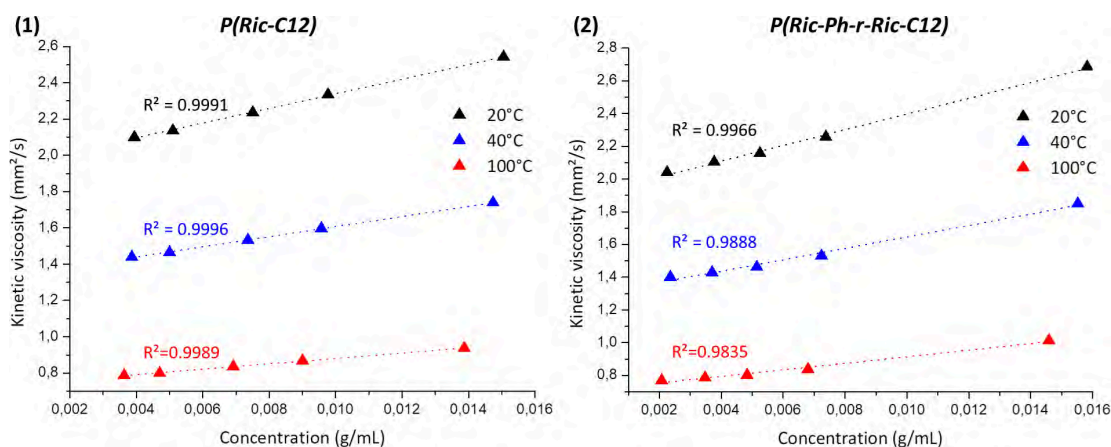 (1) P(Ric-C12)
Kinetic viscosity (mm²/s)
2,6
2,4
2,2
2,0
1,8
1,6
1,4
1,2
1,0
0,8
R² = 0.9991
20°C
40°C
100°C
R² = 0.9996
R²=0.9989
0,002 0,004 0,006 0,008 0,010 0,012 0,014 0,016
Concentration (g/mL)
(2) P(Ric-Ph-r-Ric-C12)
Kinetic viscosity (mm²/s)
2,8
2,6
2,4
2,2
2,0
1,8
1,6
1,4
1,2
1,0
0,8
R² = 0.9966
20°C
40°C
100°C
R² = 0.9888
R²=0.9835
0,000 0,002 0,004 0,006 0,008 0,010 0,012 0,014 0,016
Concentration (g/mL)